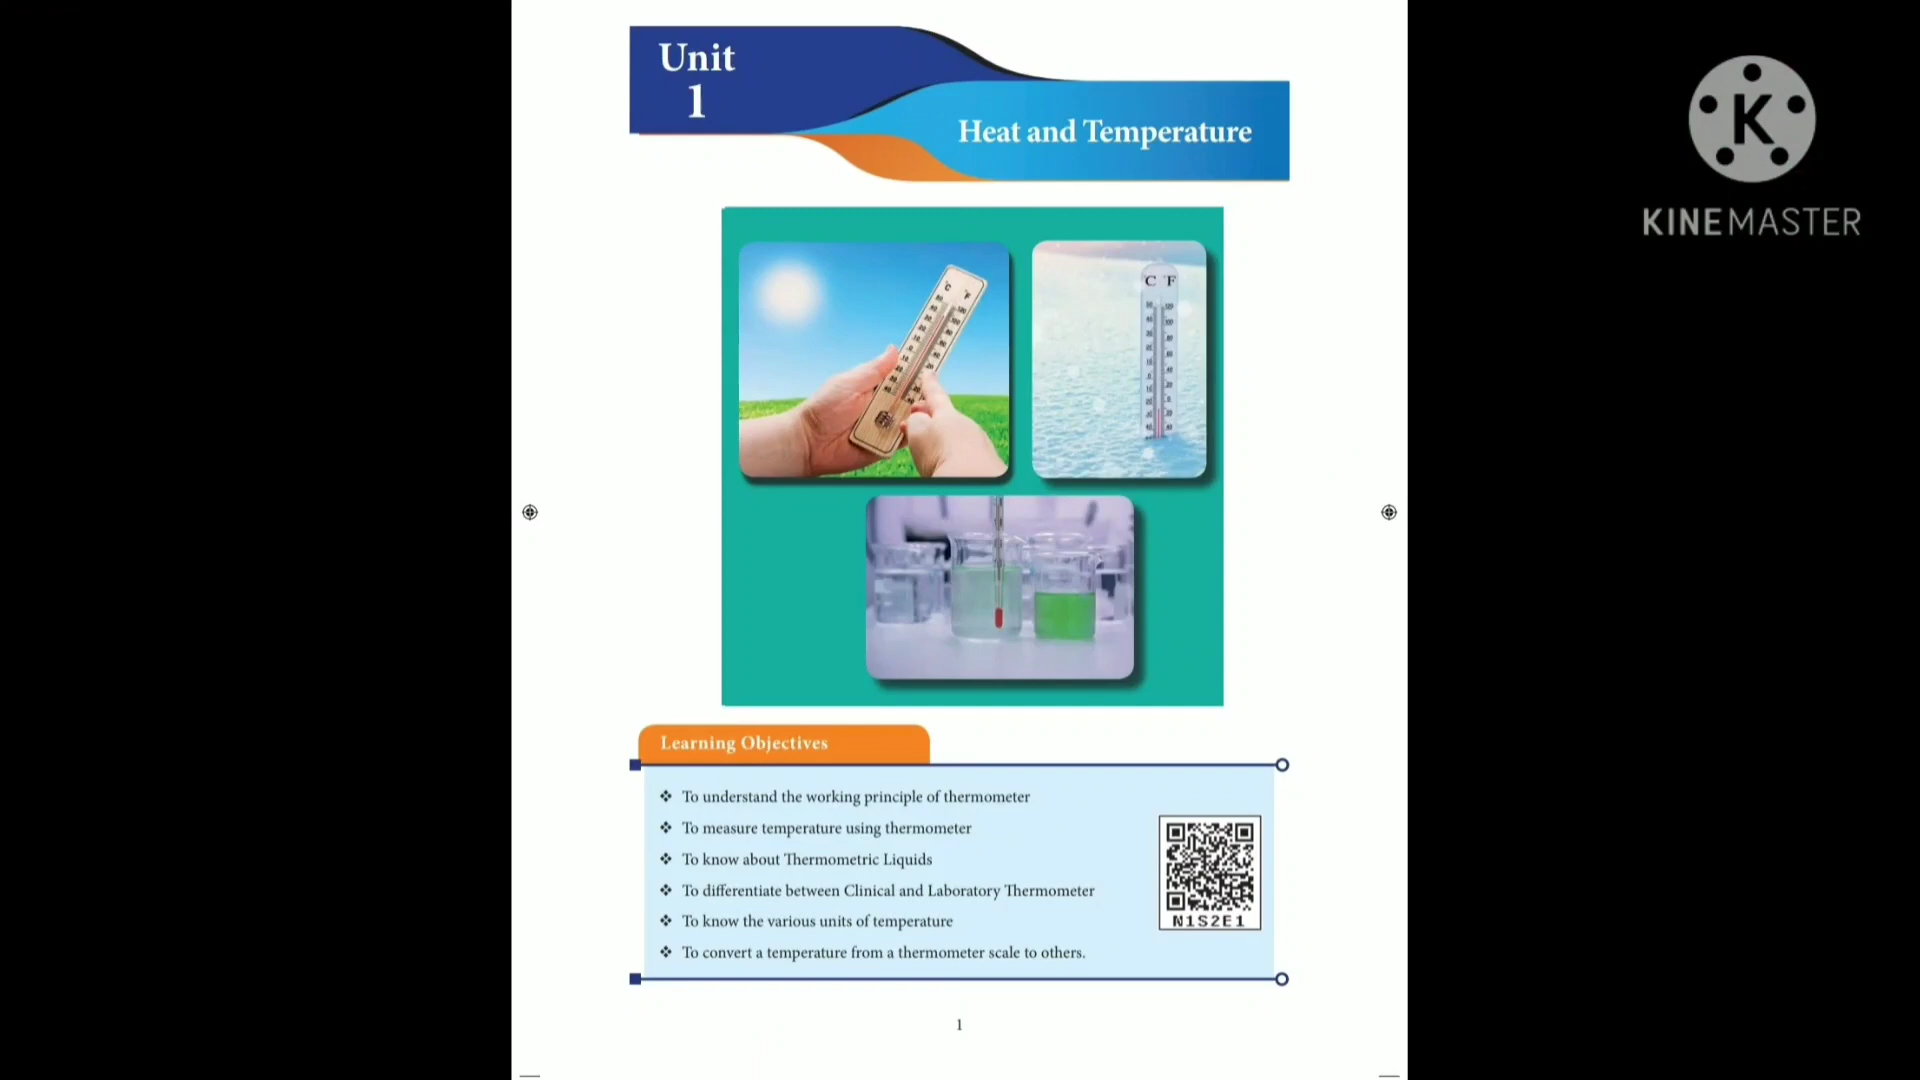 Unit
1
Heat and Temperature
KINEMASTER
°C °F
C F
Learning Objectives
❖ To understand the working principle of thermometer
❖ To measure temperature using thermometer
❖ To know about Thermometric Liquids
❖ To differentiate between Clinical and Laboratory Thermometer
❖ To know the various units of temperature
❖ To convert a temperature from a thermometer scale to others.
N1S2E1
1